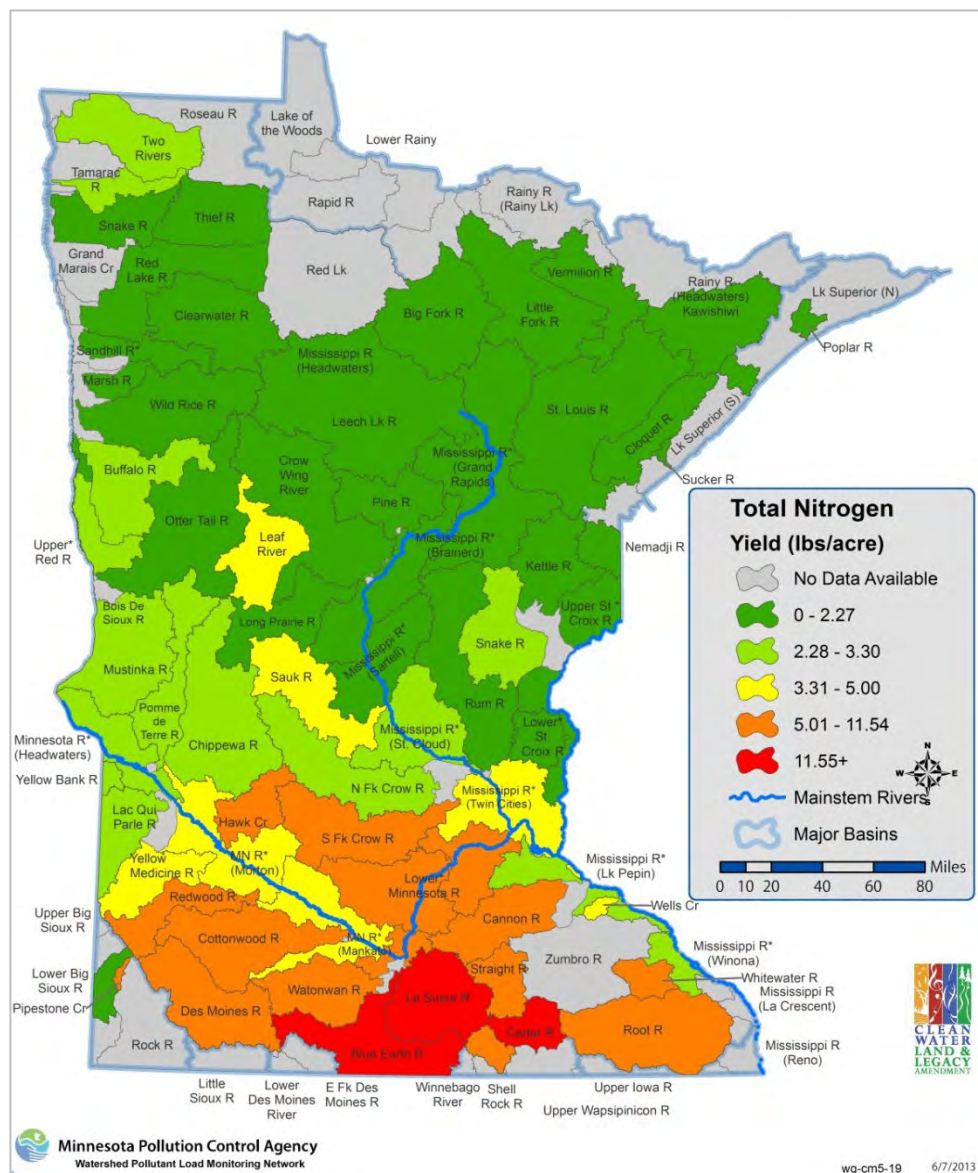 Roseau R
Lake of
the Woods
Lower Rainy
Two
Rivers
Tamarac
R
Rapid R
Rainy R
(Rainy Lk)
Snake R
Thief R
Grand
Marais Cr
Red
Lake R
Red Lk
Vermilion R
Rainy R
(Headwaters)
Kawishiwi
Lk Superior (N)
Clearwater R
Big Fork R
Little
Fork R
Poplar R
Sandhill R*
Mississippi R
(Headwaters)
Marsh R
Wild Rice R
Leech Lk R
St. Louis R
Cloquet R
Lk Superior (S)
Mississippi R*
(Grand
Rapids)
Buffalo R
Crow
Wing
River
Pine R
Sucker R
Otter Tail R
Leaf
River
Mississippi R*
(Brainerd)
Upper*
Red R
Nemadji R
Kettle R
Bois De
Sioux R
Long Prairie R
Upper St *
Croix R
Mississippi R*
(Sartell)
Snake R
Mustinka R
Sauk R
Rum R
Pomme
de
Terre R
Chippewa R
Mississippi R*
(St. Cloud)
Lower*
St.
Croix R
Minnesota R*
(Headwaters)
Yellow Bank R
N Fk Crow R
Mississippi R*
(Twin Cities)
Lac Qui
Parle R
Hawk Cr
S Fk Crow R
Yellow
Medicine R
MN R*
(Morton)
Mississippi R*
(Lk Pepin)
Redwood R
Lower
Minnesota R
Wells Cr
Upper Big
Sioux R
Cannon R
Cottonwood R
MN R*
(Mankato)
Mississippi R*
(Winona)
Zumbro R
Straight R
Whitewater R
Lower Big
Sioux R
Watonwan R
Le Sueur R
Mississippi R
(La Crescent)
Pipestone Cr
Des Moines R
Cedar R
Root R
Rock R
Blue Earth R
Mississippi R
(Reno)
Little
Sioux R
Lower
Des Moines
River
E Fk Des
Moines R
Winnebago
River
Shell
Rock R
Upper Iowa R
Upper Wapsipinicon R
Total Nitrogen
Yield (lbs/acre)
No Data Available
0 - 2.27
2.28 - 3.30
3.31 - 5.00
5.01 - 11.54
11.55+
N
W E
S
Mainstem Rivers
Major Basins
Miles
0 10 20 40 60 80
CLEAN
WATER
LAND &
LEGACY
AMENDMENT
Minnesota Pollution Control Agency
Watershed Pollutant Load Monitoring Network
wq-cm5-19 6/7/2013